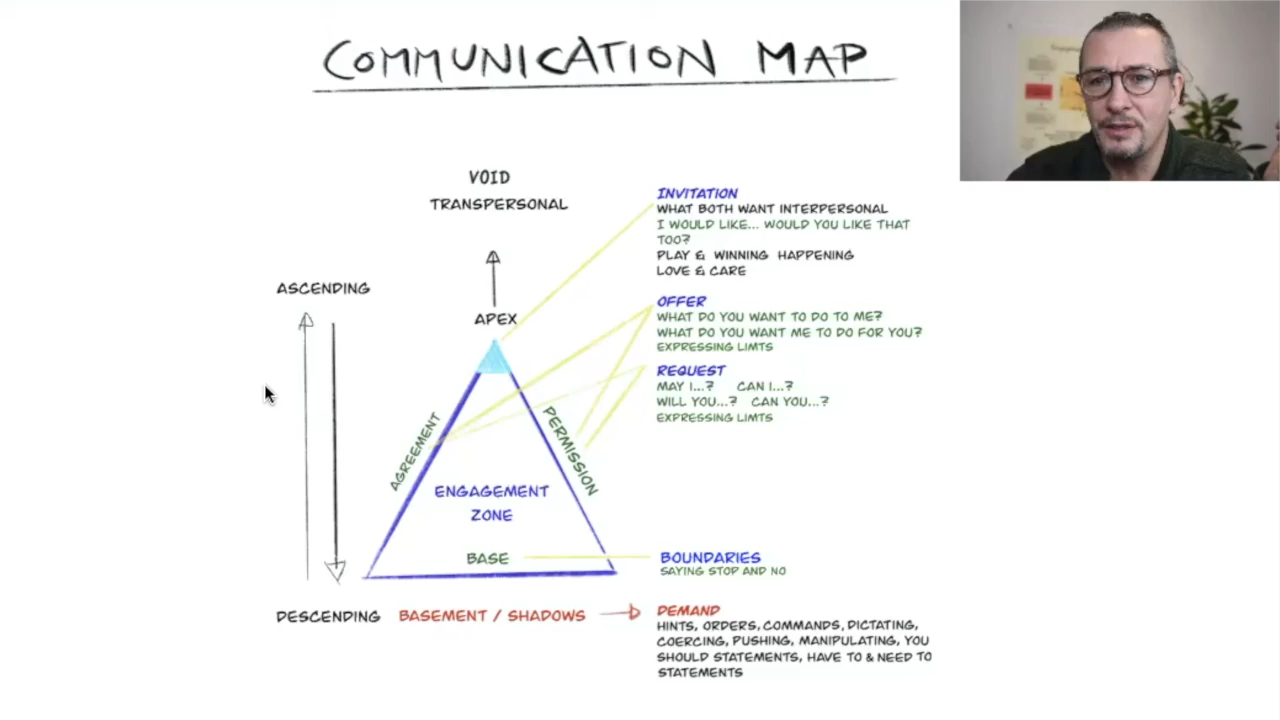 COMMUNICATION MAP
VOID
TRANSPERSONAL
ASCENDING
APEX
AGREEMENT
PERMISSION
ENGAGEMENT
ZONE
BASE
DESCENDING
BASEMENT / SHADOWS
INVITATION
WHAT BOTH WANT INTERPERSONAL
I WOULD LIKE... WOULD YOU LIKE THAT
TOO?
PLAY & WINNING HAPPENING
LOVE & CARE
OFFER
WHAT DO YOU WANT TO DO TO ME?
WHAT DO YOU WANT ME TO DO FOR YOU?
EXPRESSING LIMTS
REQUEST
MAY I...? CAN I...?
WILL YOU...? CAN YOU...?
EXPRESSING LIMTS
BOUNDARIES
SAYING STOP AND NO
DEMAND
HINTS, ORDERS, COMMANDS, DICTATING,
COERCING, PUSHING, MANIPULATING, YOU
SHOULD STATEMENTS, HAVE TO & NEED TO
STATEMENTS